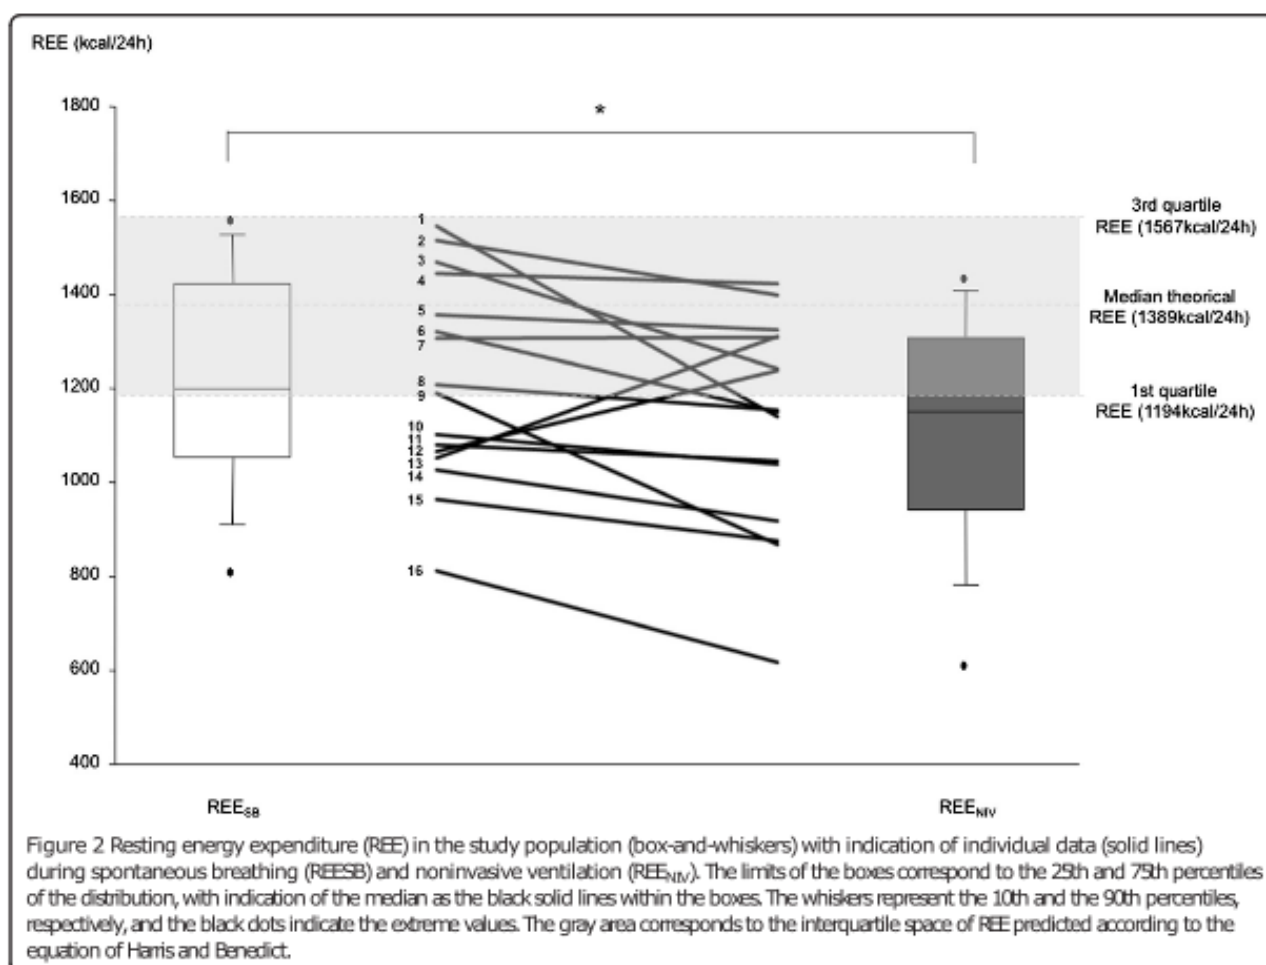 REE (kcal/24h)
1800
*
1600
3rd quartile
REE (1567kcal/24h)
1
2
3
4
1400
Median theorical
REE (1389kcal/24h)
5
6
7
8
9
1200
1st quartile
REE (1194kcal/24h)
10
11
12
13
14
15
1000
16
800
600
400
REESB
REENIV
Figure 2 Resting energy expenditure (REE) in the study population (box-and-whiskers) with indication of individual data (solid lines)
during spontaneous breathing (REESB) and noninvasive ventilation (REENIV). The limits of the boxes correspond to the 25th and 75th percentiles
of the distribution, with indication of the median as the black solid lines within the boxes. The whiskers represent the 10th and the 90th percentiles,
respectively, and the black dots indicate the extreme values. The gray area corresponds to the interquartile space of REE predicted according to the
equation of Harris and Benedict.